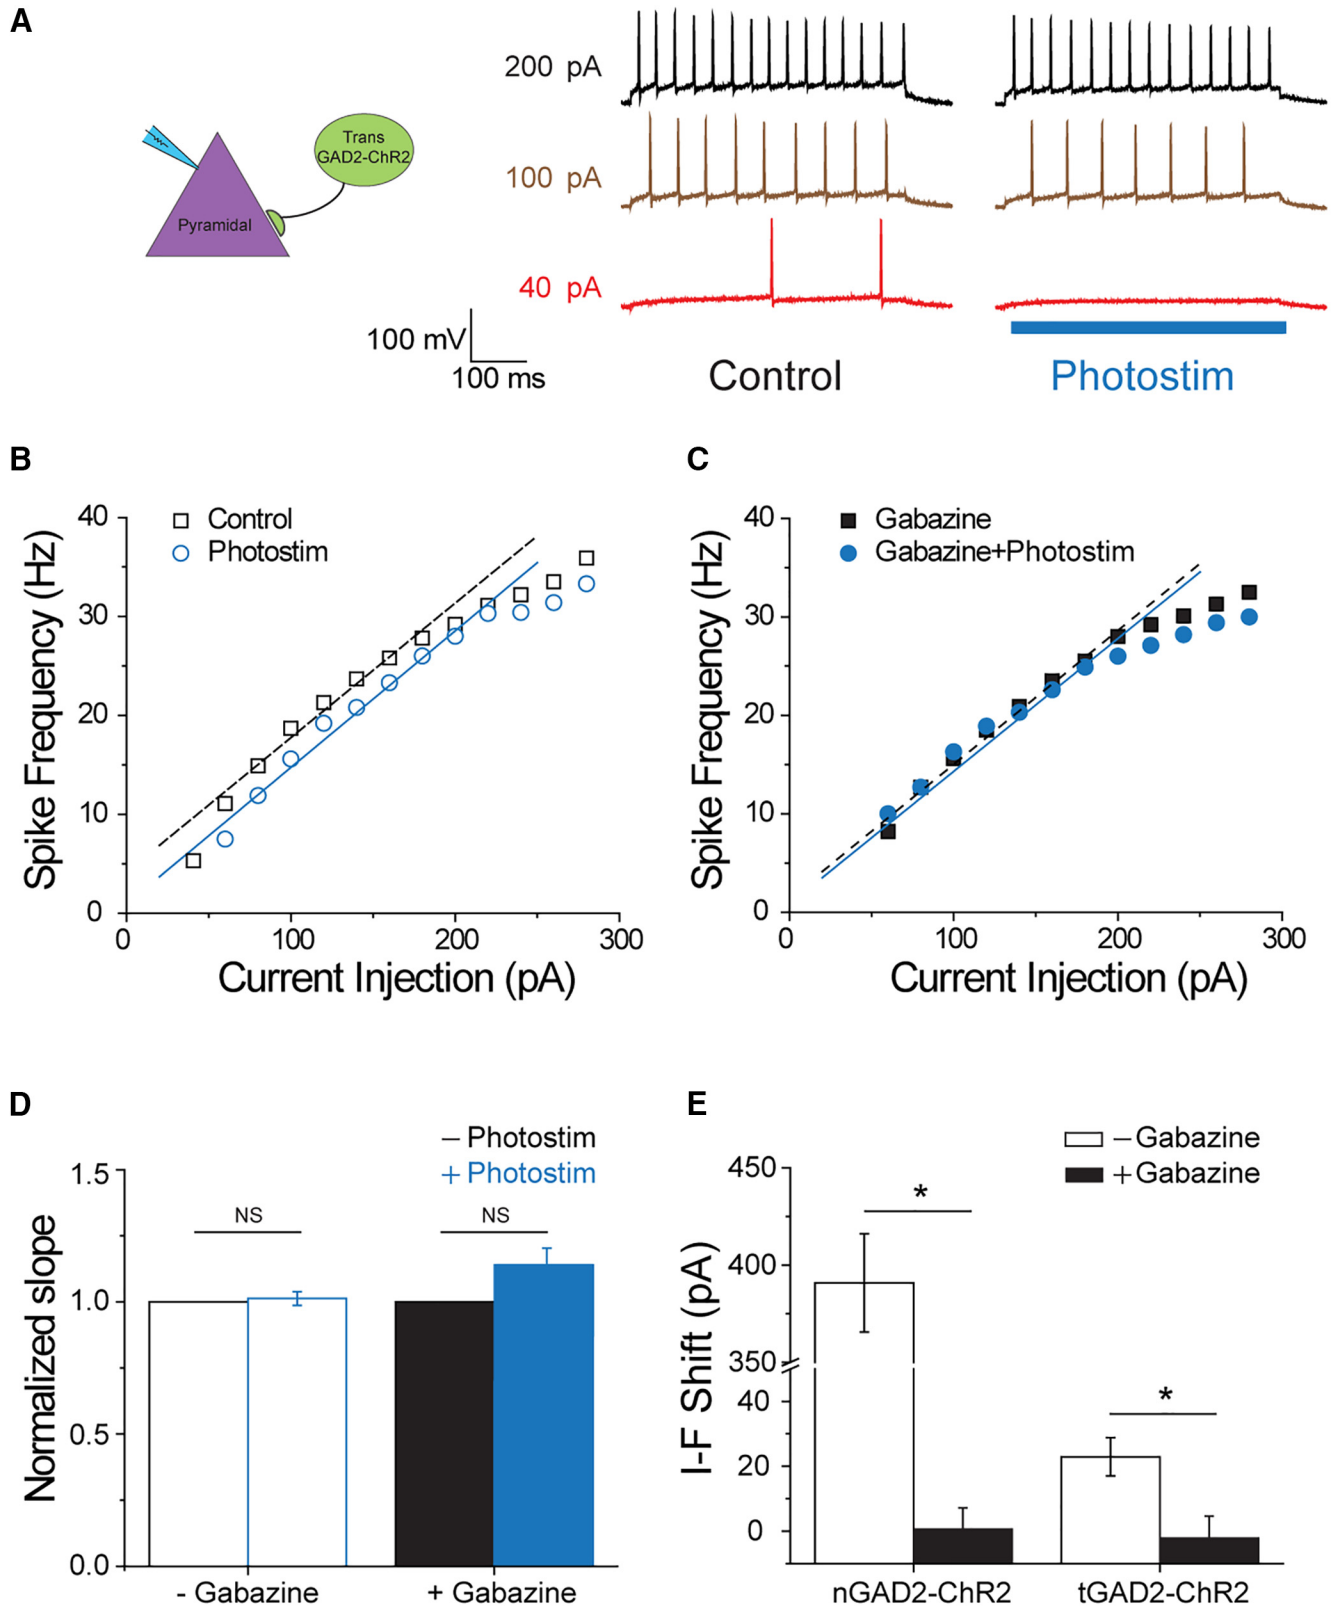 A
200 pA
Trans
GAD2-ChR2
100 pA
Pyramidal
40 pA
100 mV
100 ms
Control
Photostim
B
Control
Photostim
Spike Frequency (Hz)
40
30
20
10
0
0
100
200
300
Current Injection (pA)
C
Gabazine
Gabazine+Photostim
Spike Frequency (Hz)
40
30
20
10
0
0
100
200
300
Current Injection (pA)
D
– Photostim
+ Photostim
Normalized slope
1.5
1.0
0.5
0.0
NS
NS
- Gabazine
+ Gabazine
E
– Gabazine
+ Gabazine
I-F Shift (pA)
450
400
350
40
20
0
*
*
nGAD2-ChR2
tGAD2-ChR2